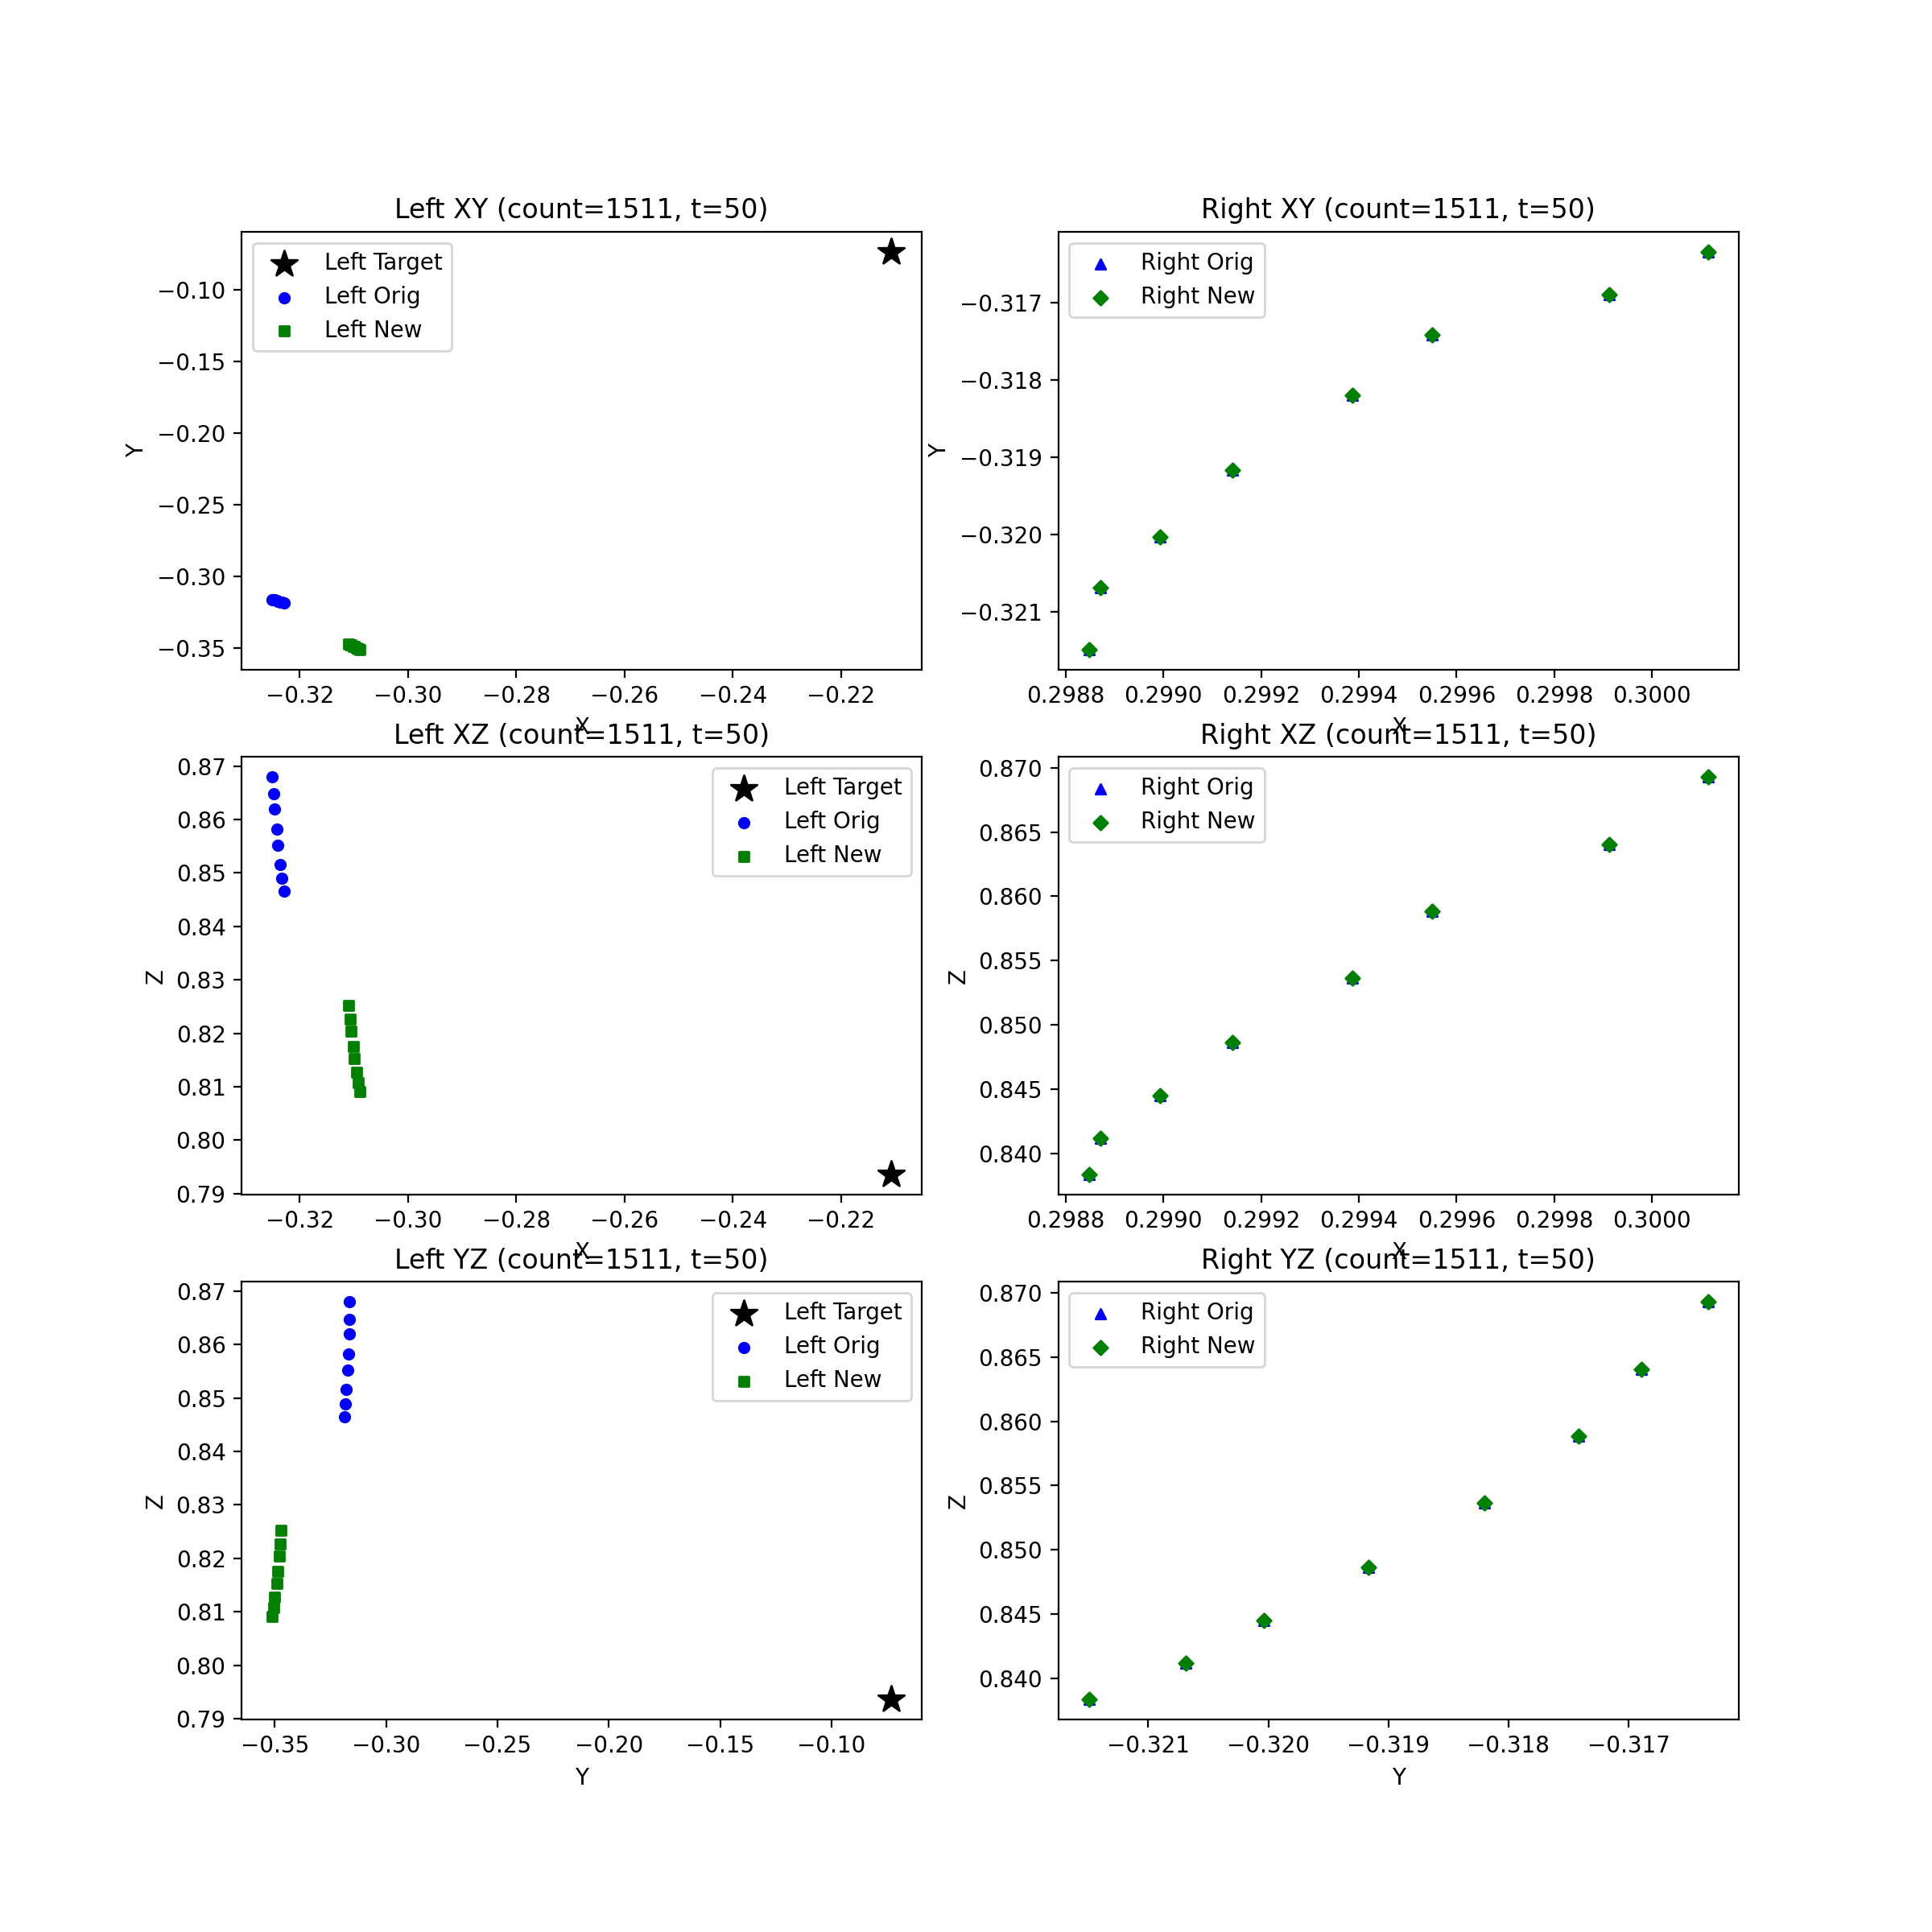 Left XY (count=1511, t=50)
Left Target
Left Orig
Left New
−0.10
−0.15
−0.20
−0.25
−0.30
−0.35
Y
−0.32 −0.30 −0.28 −0.26 −0.24 −0.22
X
Right XY (count=1511, t=50)
Right Orig
Right New
−0.317
−0.318
−0.319
−0.320
−0.321
Y
0.2988 0.2990 0.2992 0.2994 0.2996 0.2998 0.3000
X
Left XZ (count=1511, t=50)
Left Target
Left Orig
Left New
0.87
0.86
0.85
0.84
0.83
0.82
0.81
0.80
0.79
Z
−0.32 −0.30 −0.28 −0.26 −0.24 −0.22
X
Right XZ (count=1511, t=50)
Right Orig
Right New
0.870
0.865
0.860
0.855
0.850
0.845
0.840
Z
0.2988 0.2990 0.2992 0.2994 0.2996 0.2998 0.3000
X
Left YZ (count=1511, t=50)
Left Target
Left Orig
Left New
0.87
0.86
0.85
0.84
0.83
0.82
0.81
0.80
0.79
Z
−0.35 −0.30 −0.25 −0.20 −0.15 −0.10
Y
Right YZ (count=1511, t=50)
Right Orig
Right New
0.870
0.865
0.860
0.855
0.850
0.845
0.840
Z
−0.321 −0.320 −0.319 −0.318 −0.317
Y